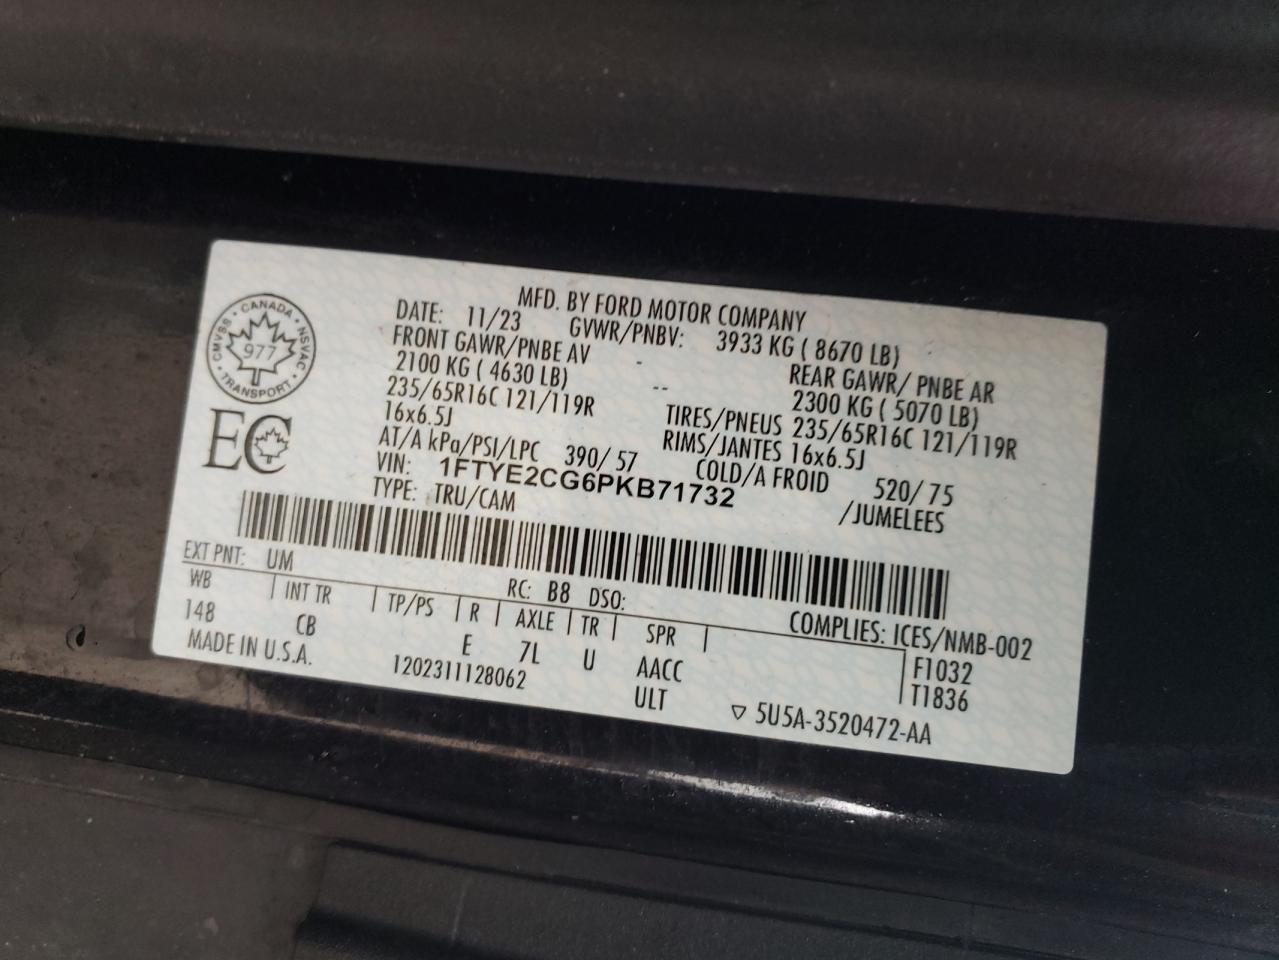 MFD. BY FORD MOTOR COMPANY
DATE: 11/23 GVWR/PNBV: 3933 KG ( 8670 LB)
FRONT GAWR/PNBE AV - REAR GAWR/ PNBE AR
2100 KG ( 4630 LB) -- 2300 KG ( 5070 LB)
235/65R16C 121/119R TIRES/PNEUS 235/65R16C 121/119R
16x6.5J RIMS/JANTES 16x6.5J
AT/A kPa/PSI/LPC 390/ 57 COLD/A FROID 520/ 75
VIN: 1FTYE2CG6PKB71732 /JUMELEES
TYPE: TRU/CAM
CANADA
CMVSS
NSVAC
977
TRANSPORT
EC
EXT PNT: UM RC: B8 DSO:
WB INT TR TP/PS R AXLE TR SPR COMPLIES: ICES/NMB-002
148 CB E 7L U AACC F1032
MADE IN U.S.A. 1202311128062 ULT T1836
▽ 5U5A-3520472-AA